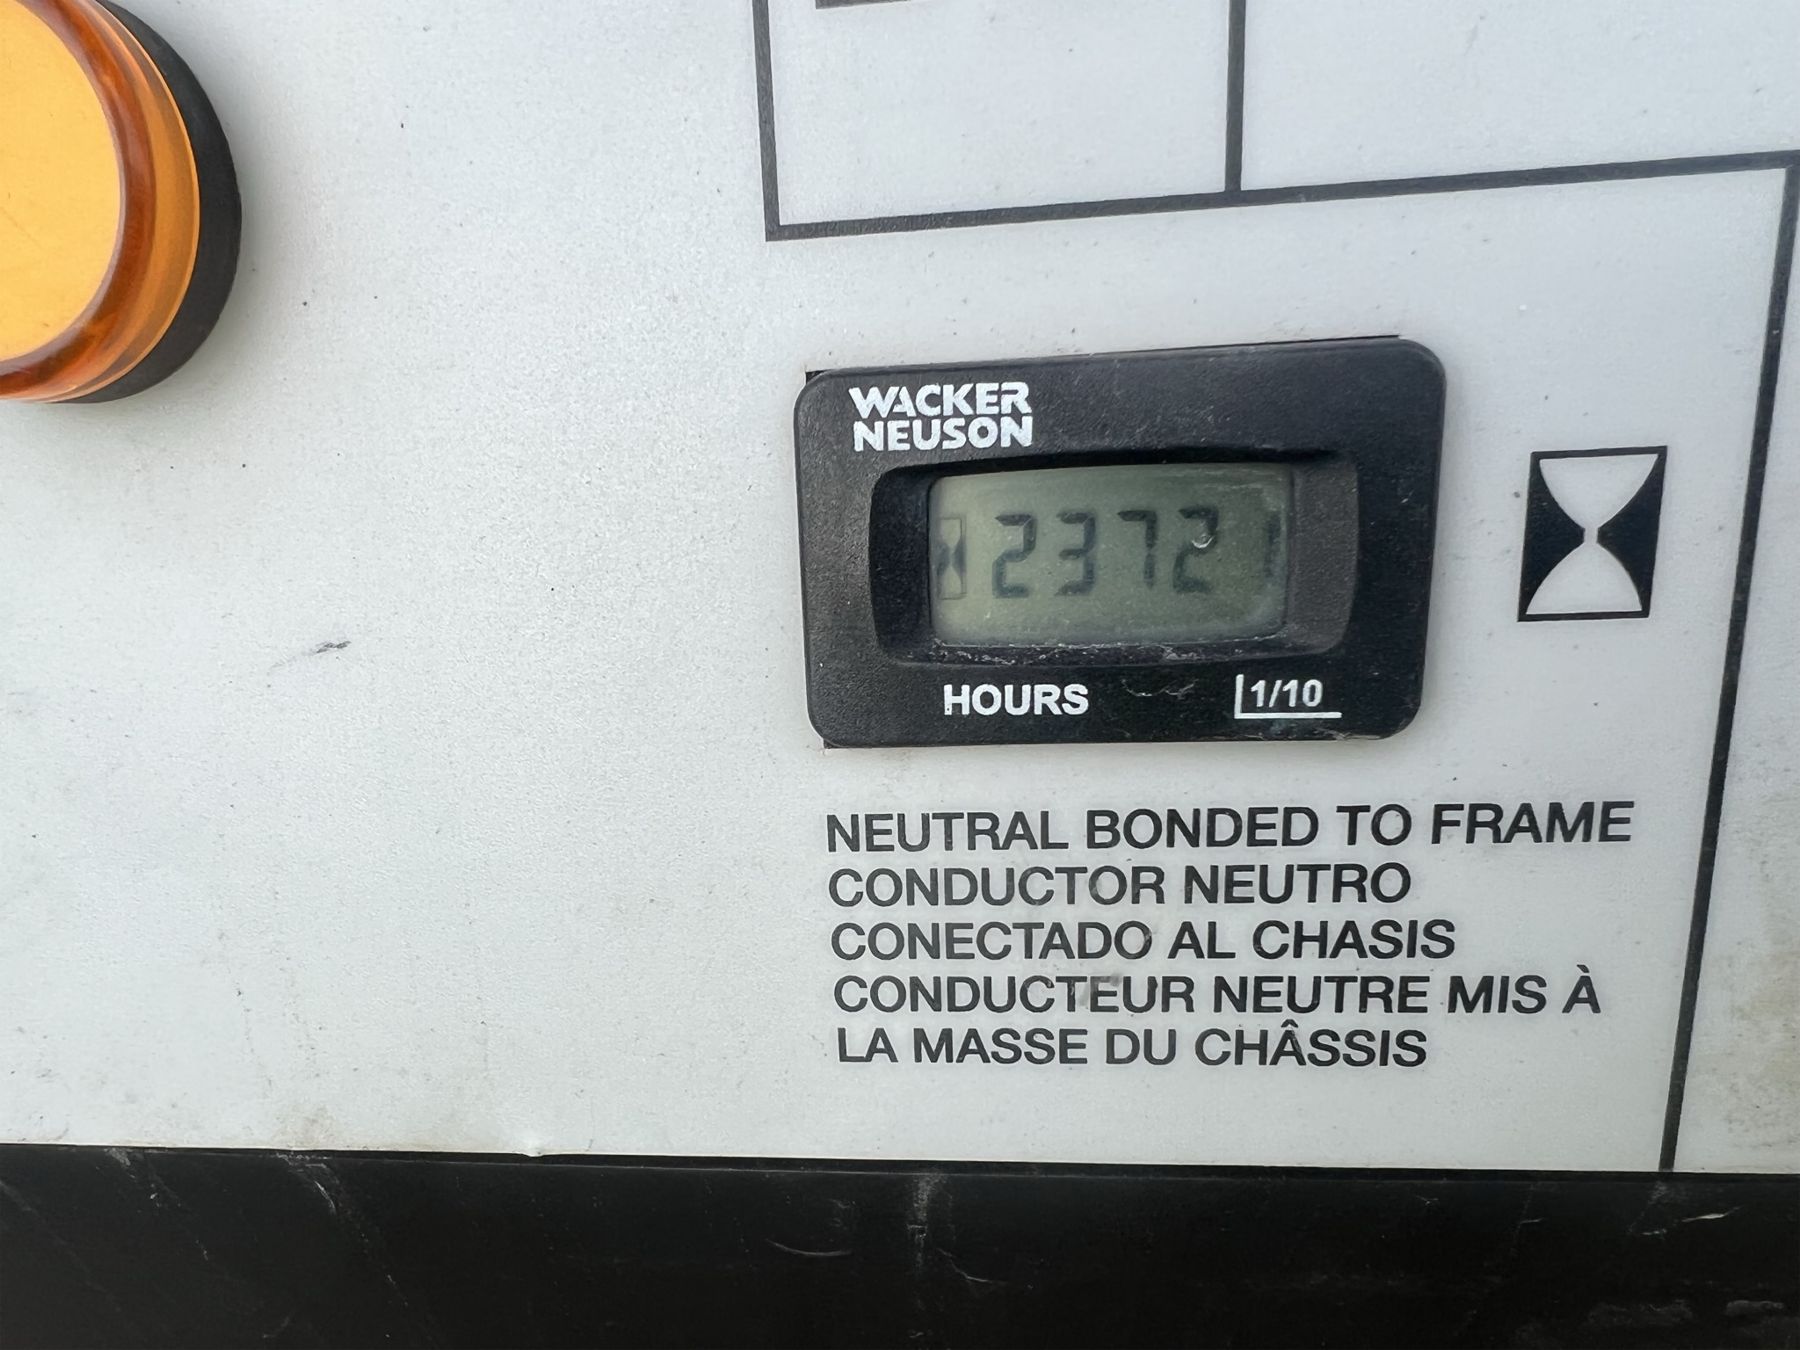 WACKER
NEUSON
23721
HOURS 1/10
NEUTRAL BONDED TO FRAME
CONDUCTOR NEUTRO
CONECTADO AL CHASIS
CONDUCTEUR NEUTRE MIS À
LA MASSE DU CHÂSSIS